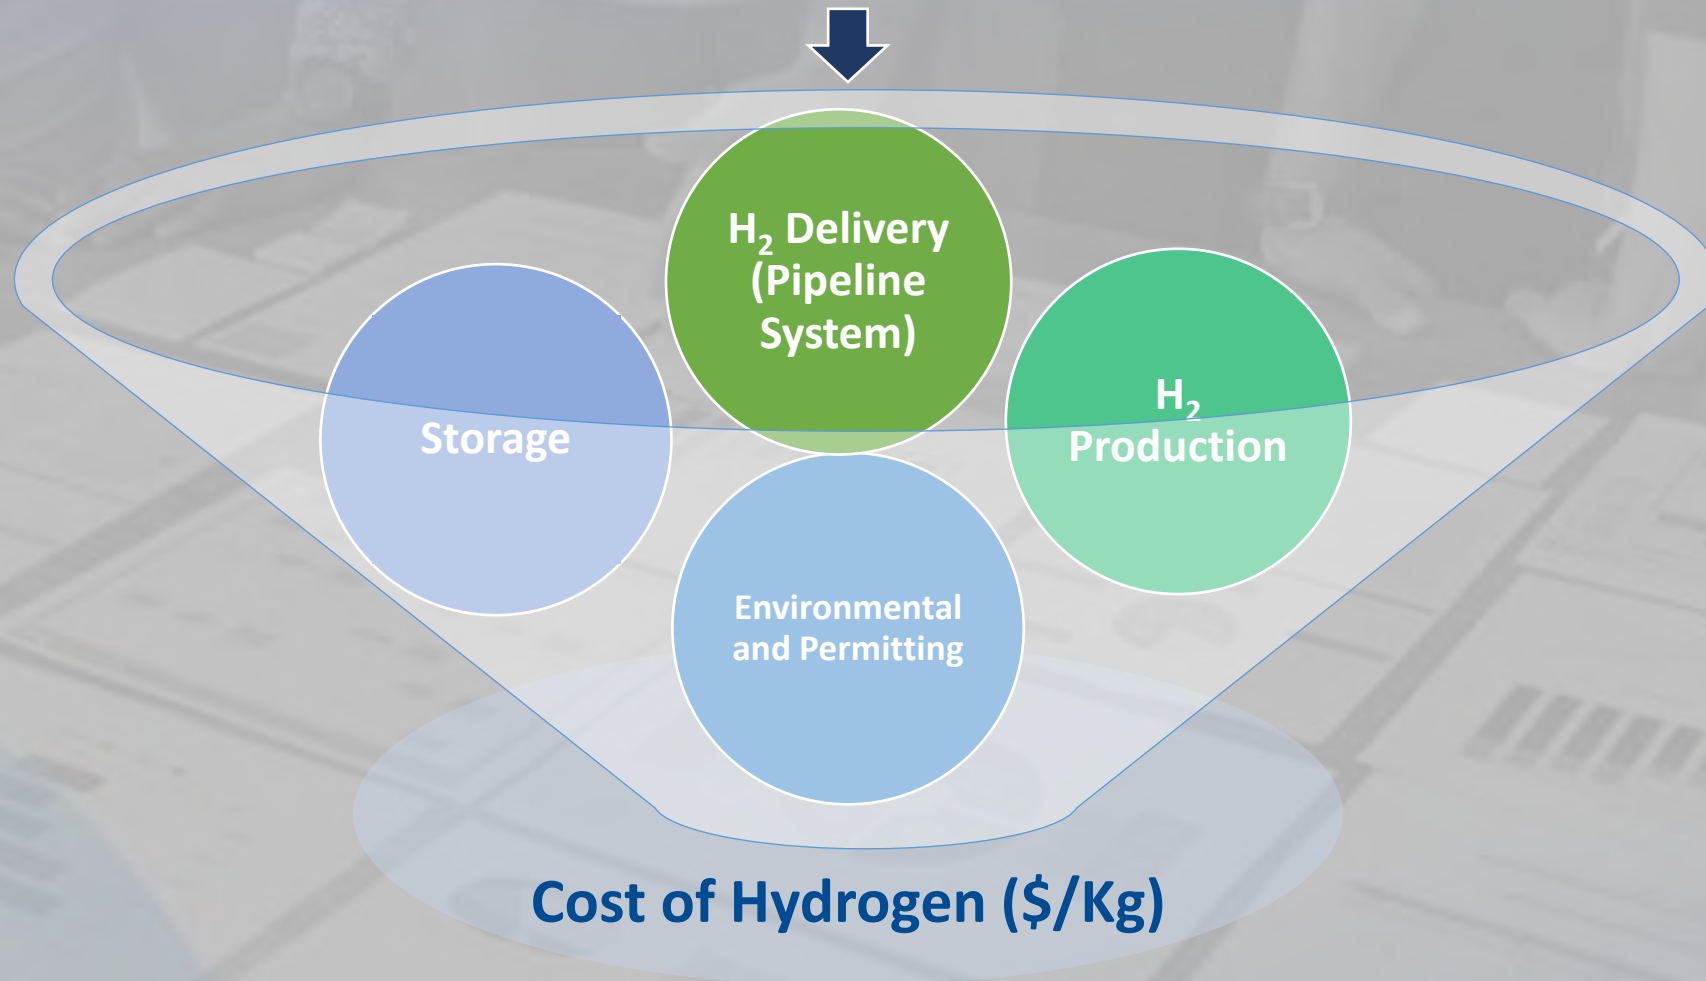 H₂ Delivery
(Pipeline
System)
Storage
H₂
Production
Environmental
and Permitting
Cost of Hydrogen ($/Kg)